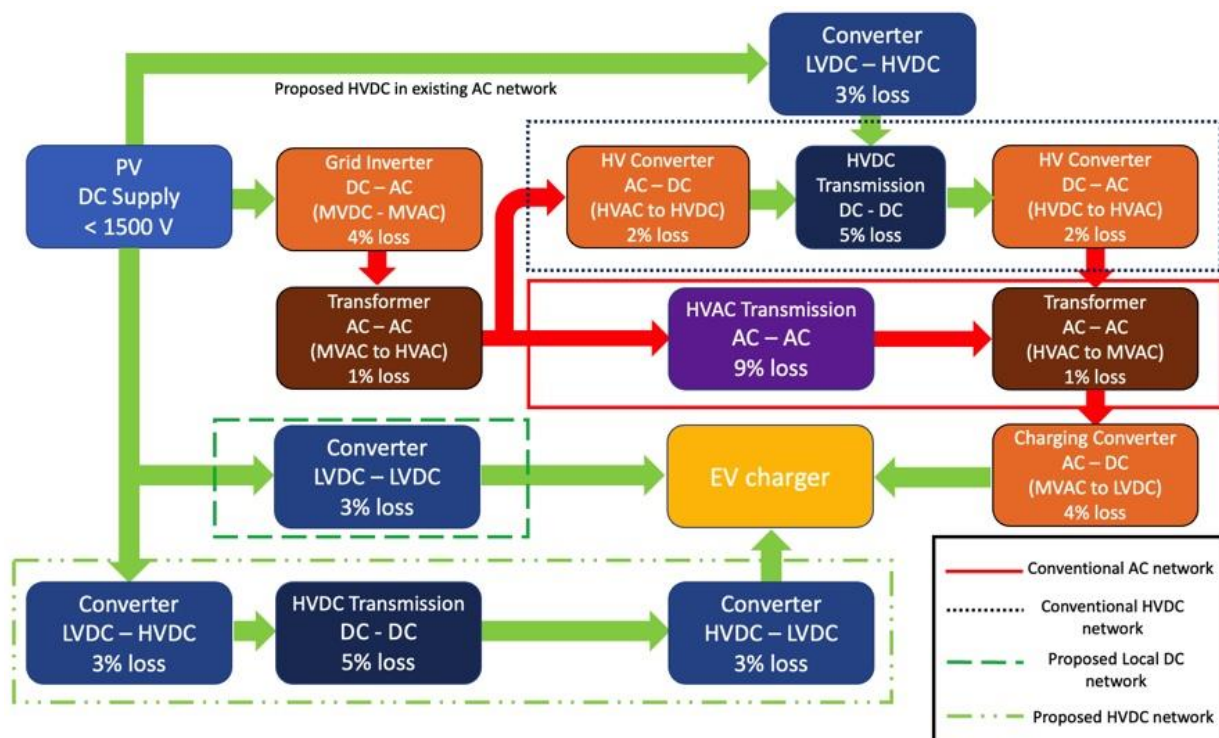 Converter
LVDC – HVDC
3% loss
Proposed HVDC in existing AC network
PV
DC Supply
< 1500 V
Grid Inverter
DC – AC
(MVDC - MVAC)
4% loss
HV Converter
AC – DC
(HVAC to HVDC)
2% loss
HVDC
Transmission
DC - DC
5% loss
HV Converter
DC – AC
(HVDC to HVAC)
2% loss
Transformer
AC – AC
(MVAC to HVAC)
1% loss
HVAC Transmission
AC – AC
9% loss
Transformer
AC – AC
(HVAC to MVAC)
1% loss
Converter
LVDC – LVDC
3% loss
EV charger
Charging Converter
AC – DC
(MVAC to LVDC)
4% loss
Converter
LVDC – HVDC
3% loss
HVDC Transmission
DC - DC
5% loss
Converter
HVDC – LVDC
3% loss
Conventional AC network
Conventional HVDC
network
Proposed Local DC
network
Proposed HVDC network